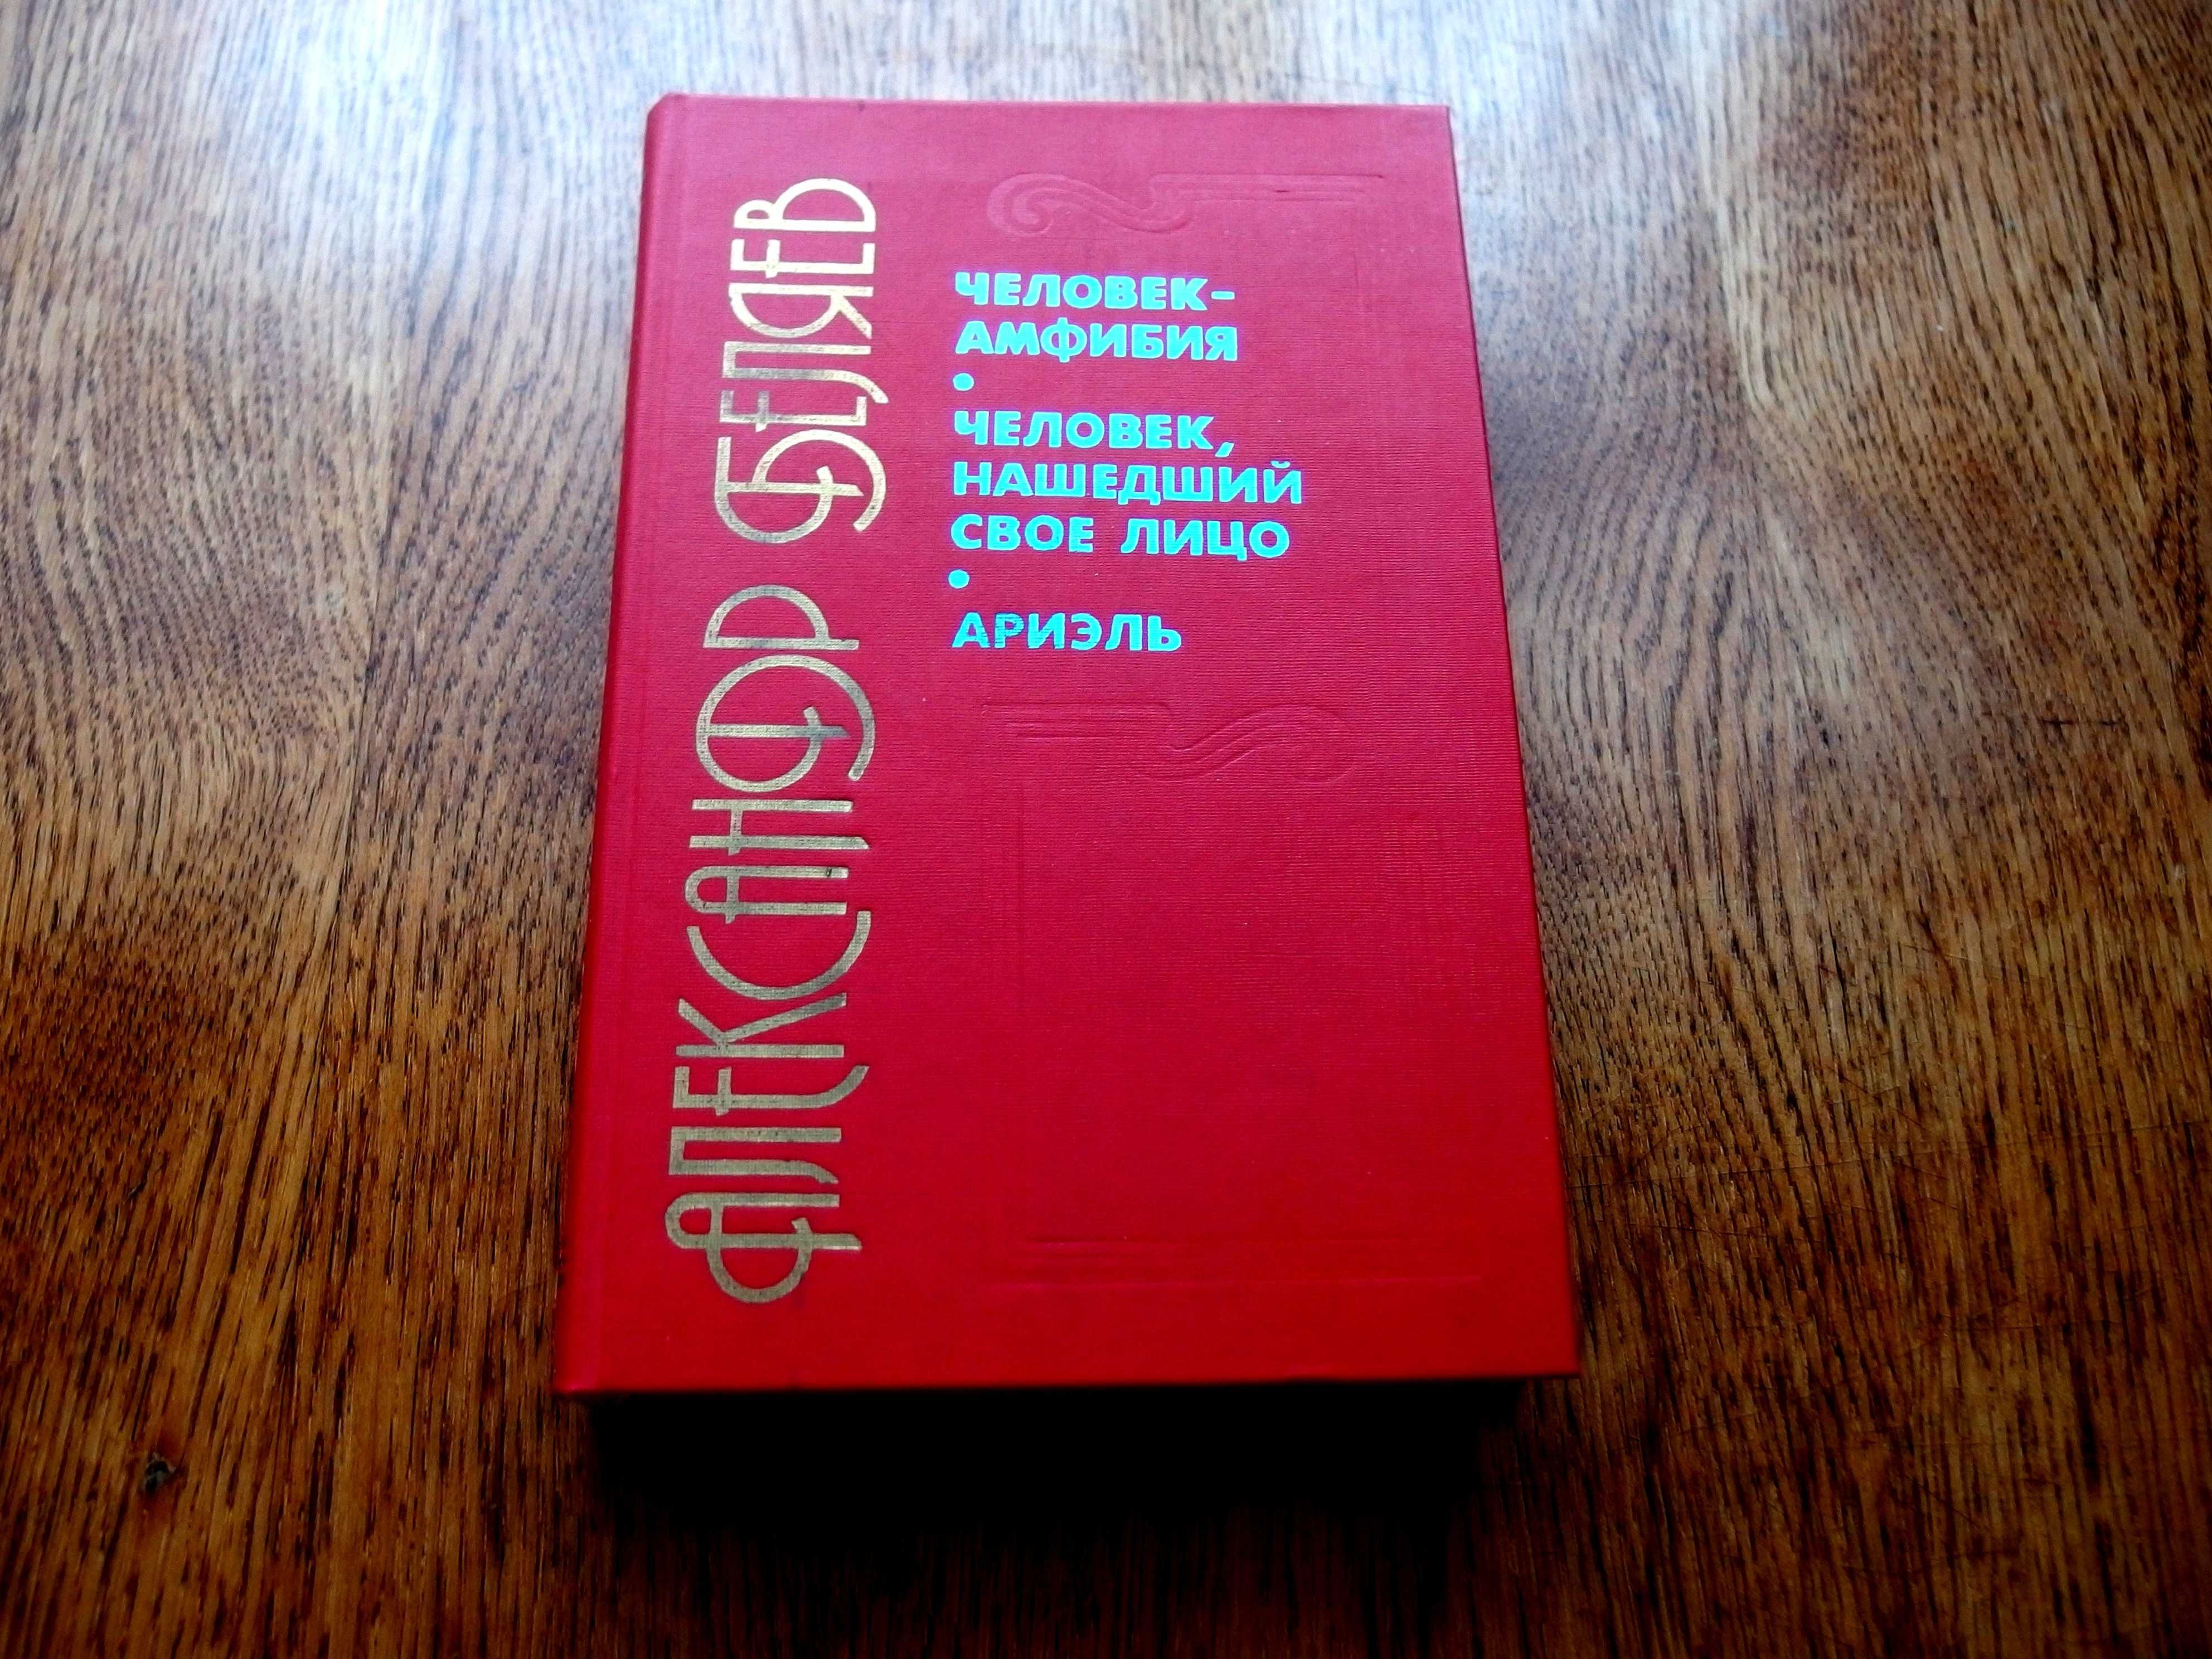 АЛЕКСАНДР БЕЛЯЕВ
ЧЕЛОВЕК-
АМФИБИЯ
•
ЧЕЛОВЕК,
НАШЕДШИЙ
СВОЕ ЛИЦО
•
АРИЭЛЬ